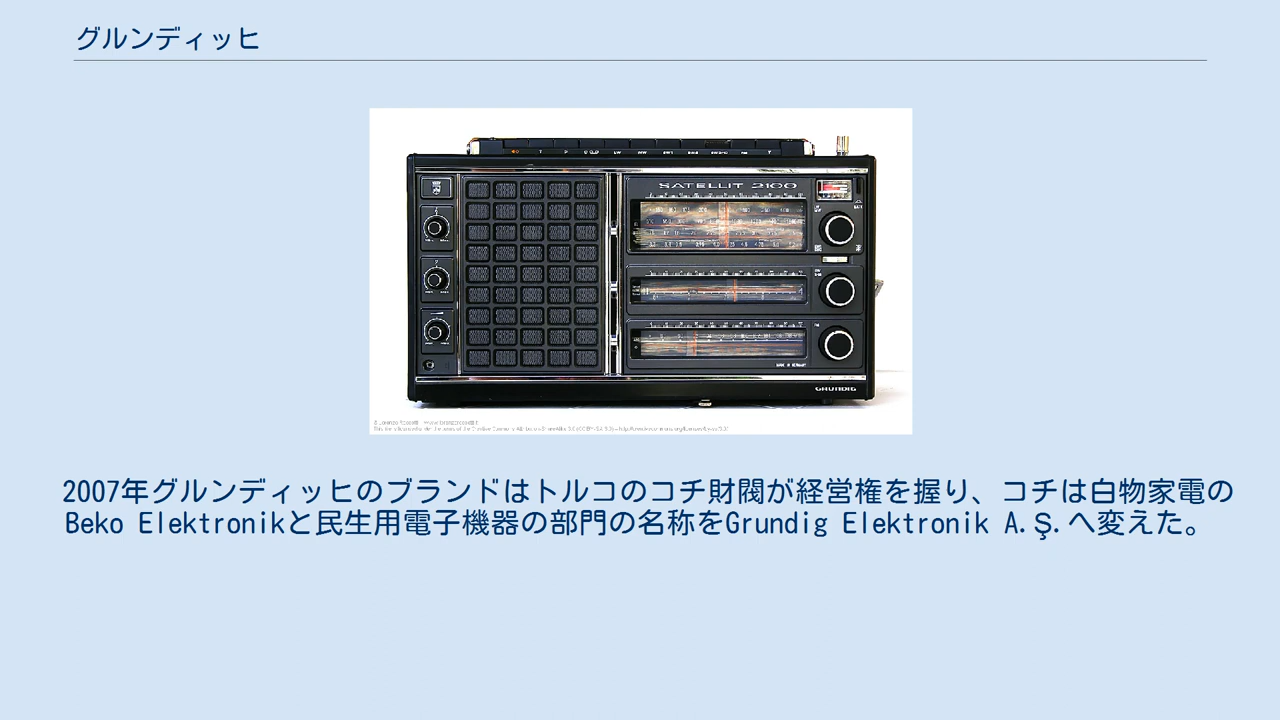 グルンディッヒ
SATELLIT 2100
MADE IN GERMANY
GRUNDIG
2007年グルンディッヒのブランドはトルコのコチ財閥が経営権を握り、コチは白物家電の
Beko Elektronikと民生用電子機器の部門の名称をGrundig Elektronik A.Ş.へ変えた。